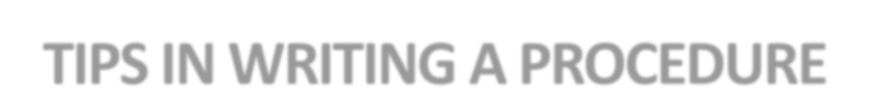 TIPS IN WRITING A PROCEDURE